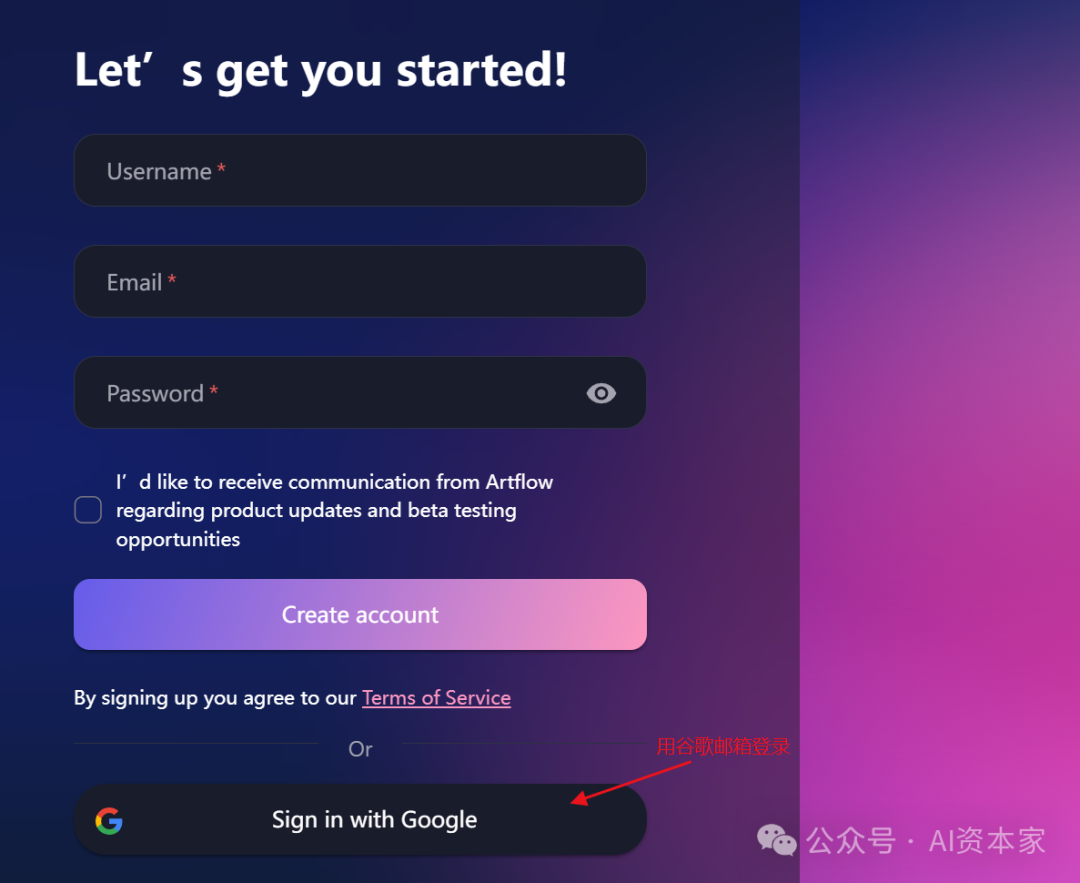 Let’s get you started!
Username *
Email *
Password *
I’d like to receive communication from Artflow
regarding product updates and beta testing
opportunities
Create account
By signing up you agree to our Terms of Service
Or
用谷歌邮箱登录
Sign in with Google
公众号 · AI资本家